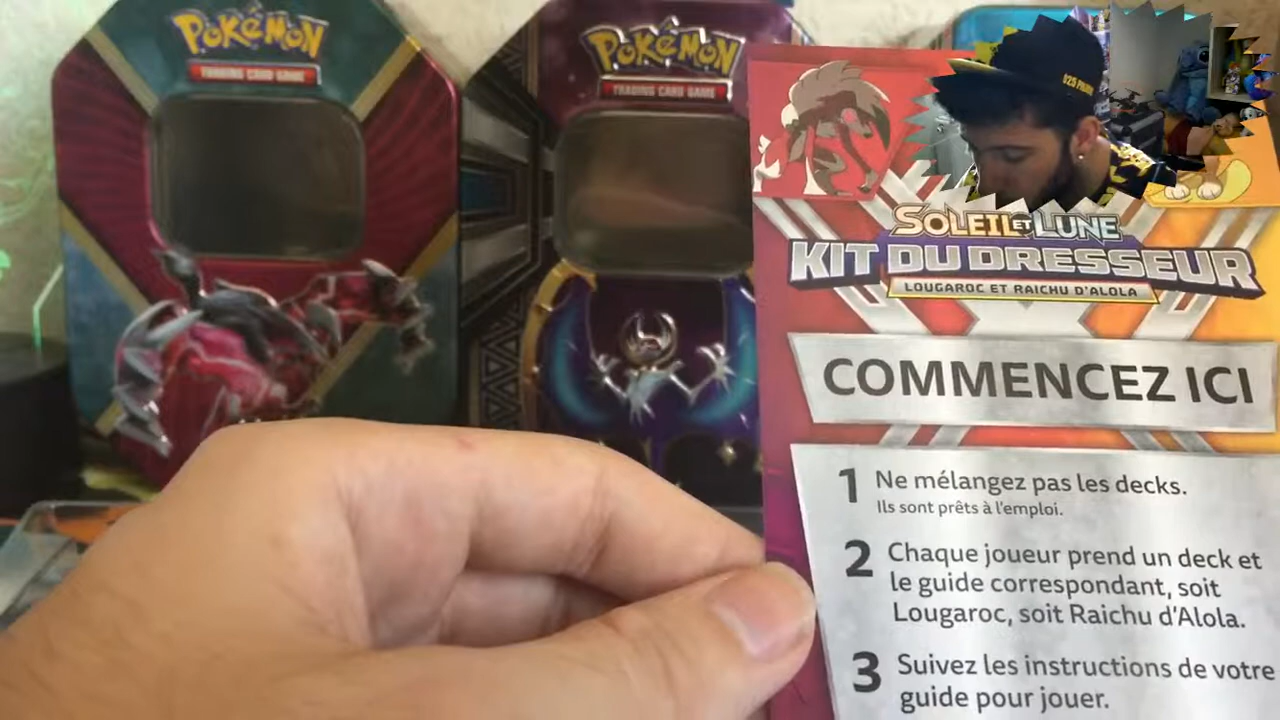 POKÉMON
TRADING CARD GAME
POKÉMON
TRADING CARD GAME
SOLEIL ET LUNE
KIT DU DRESSEUR
LOUGAROC ET RAICHU D'ALOLA
COMMENCEZ ICI
1 Ne mélangez pas les decks.
Ils sont prêts à l'emploi.
2 Chaque joueur prend un deck et
le guide correspondant, soit
Lougaroc, soit Raichu d'Alola.
3 Suivez les instructions de votre
guide pour jouer.